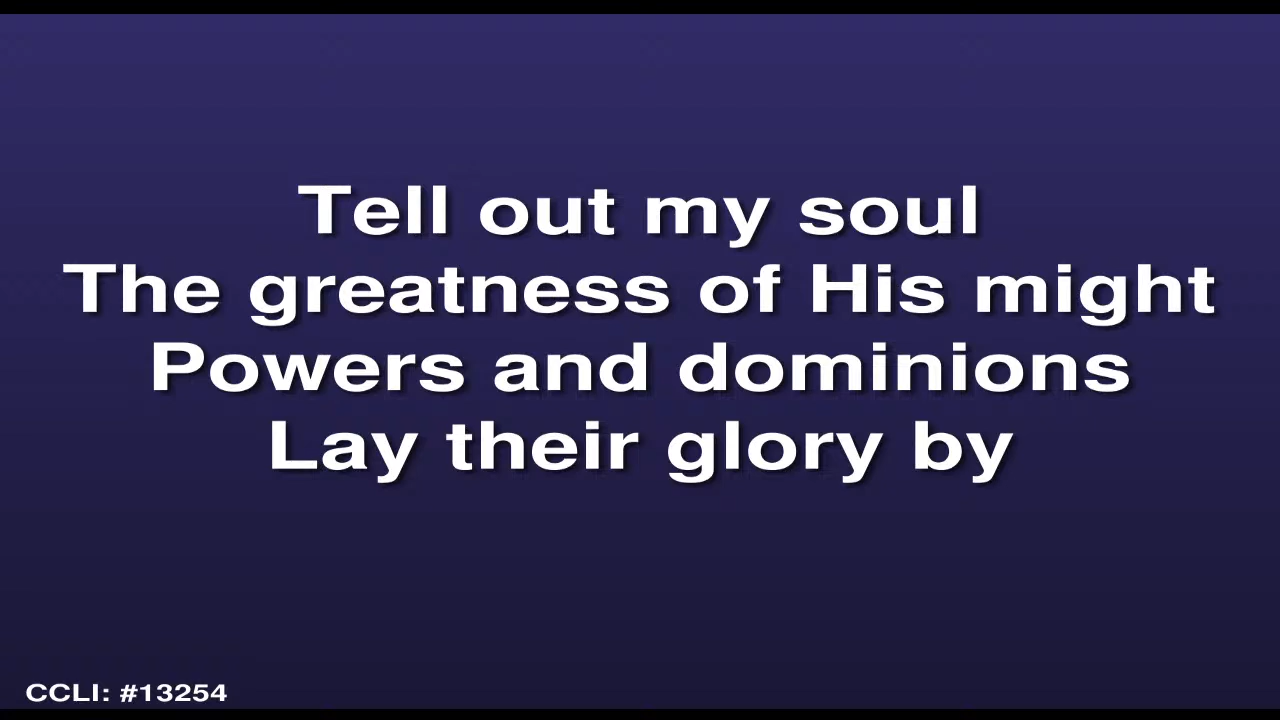 Tell out my soul
The greatness of His might
Powers and dominions
Lay their glory by
CCLI: #13254